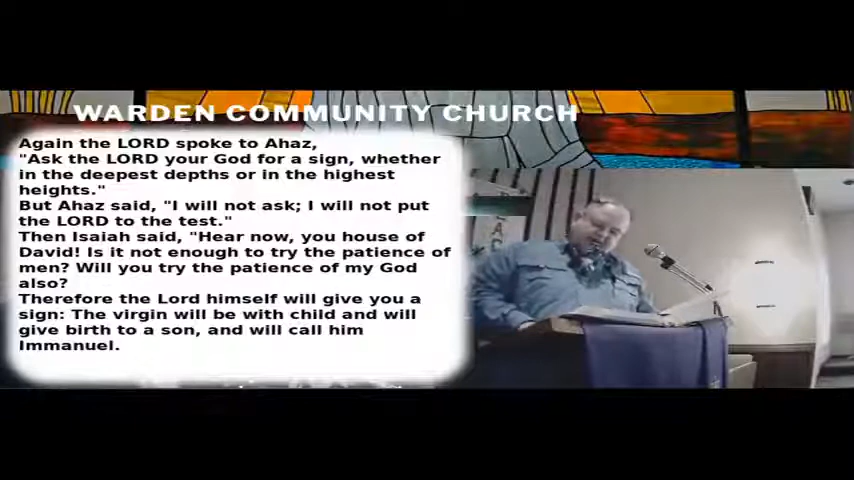 WARDEN COMMUNITY CHURCH
Again the LORD spoke to Ahaz,
"Ask the LORD your God for a sign, whether
in the deepest depths or in the highest
heights."
But Ahaz said, "I will not ask; I will not put
the LORD to the test."
Then Isaiah said, "Hear now, you house of
David! Is it not enough to try the patience of
men? Will you try the patience of my God
also?
Therefore the Lord himself will give you a
sign: The virgin will be with child and will
give birth to a son, and will call him
Immanuel.